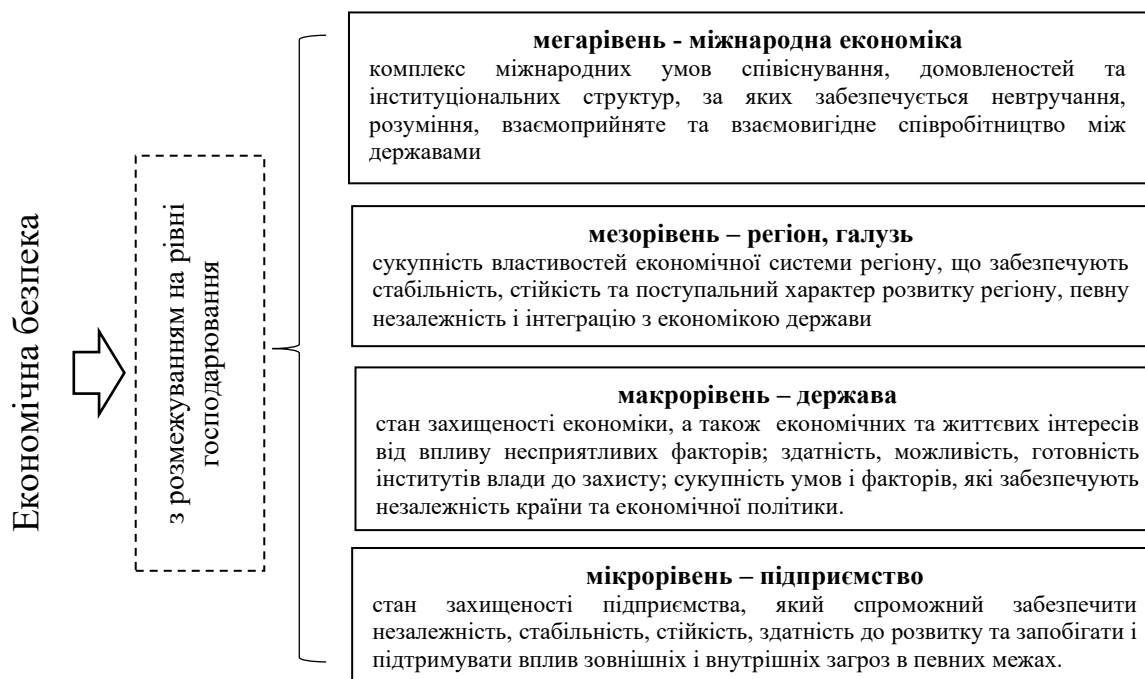 Економічна безпека
з розмежуванням на рівні
господарювання
мегарівень - міжнародна економіка
комплекс міжнародних умов співіснування, домовленостей та
інституціональних структур, за яких забезпечується невтручання,
розуміння, взаємоприйняте та взаємовигідне співробітництво між
державами
мезорівень – регіон, галузь
сукупність властивостей економічної системи регіону, що забезпечують
стабільність, стійкість та поступальний характер розвитку регіону, певну
незалежність і інтеграцію з економікою держави
макрорівень – держава
стан захищеності економіки, а також економічних та життєвих інтересів
від впливу несприятливих факторів; здатність, можливість, готовність
інститутів влади до захисту; сукупність умов і факторів, які забезпечують
незалежність країни та економічної політики.
мікрорівень – підприємство
стан захищеності підприємства, який спроможний забезпечити
незалежність, стабільність, стійкість, здатність до розвитку та запобігати і
підтримувати вплив зовнішніх і внутрішніх загроз в певних межах.